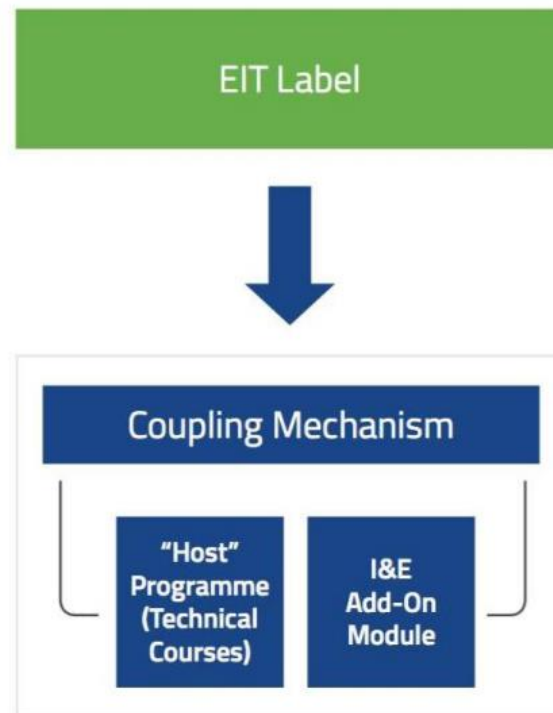 EIT Label
Coupling Mechanism
“Host”
Programme
(Technical
Courses)
I&E
Add-On
Module